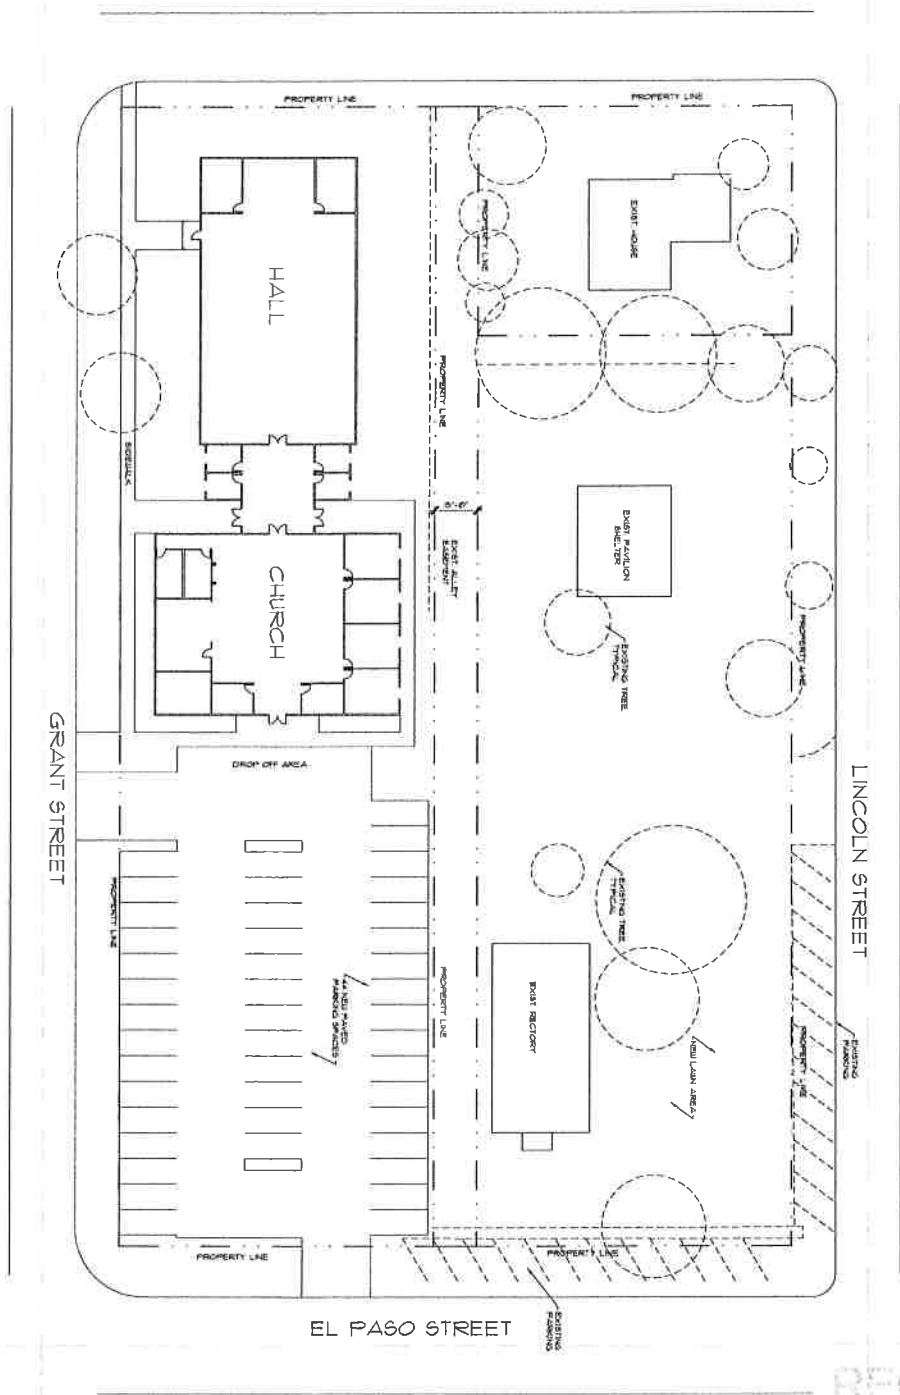 PROPERTY LINE
PROPERTY LINE
EXIST. HOUSE
PROPERTY LINE
HALL
PROPERTY LINE
SIDEWALK
EXIST. ALLEY
EASEMENT
EXIST PAVILION
SHELTER
CHURCH
EXISTING TREE
TYPICAL
PROPERTY LINE
GRANT STREET
DROP OFF AREA
LINCOLN STREET
EXISTING TREE
TYPICAL
PROPERTY LINE
44 NEW PAVED
PARKING SPACES
PROPERTY LINE
EXIST RECTORY
NEW LAWN AREA
PROPERTY LINE
EXISTING
PARKING
PROPERTY LINE
PROPERTY LINE
EL PASO STREET
EXISTING
PARKING